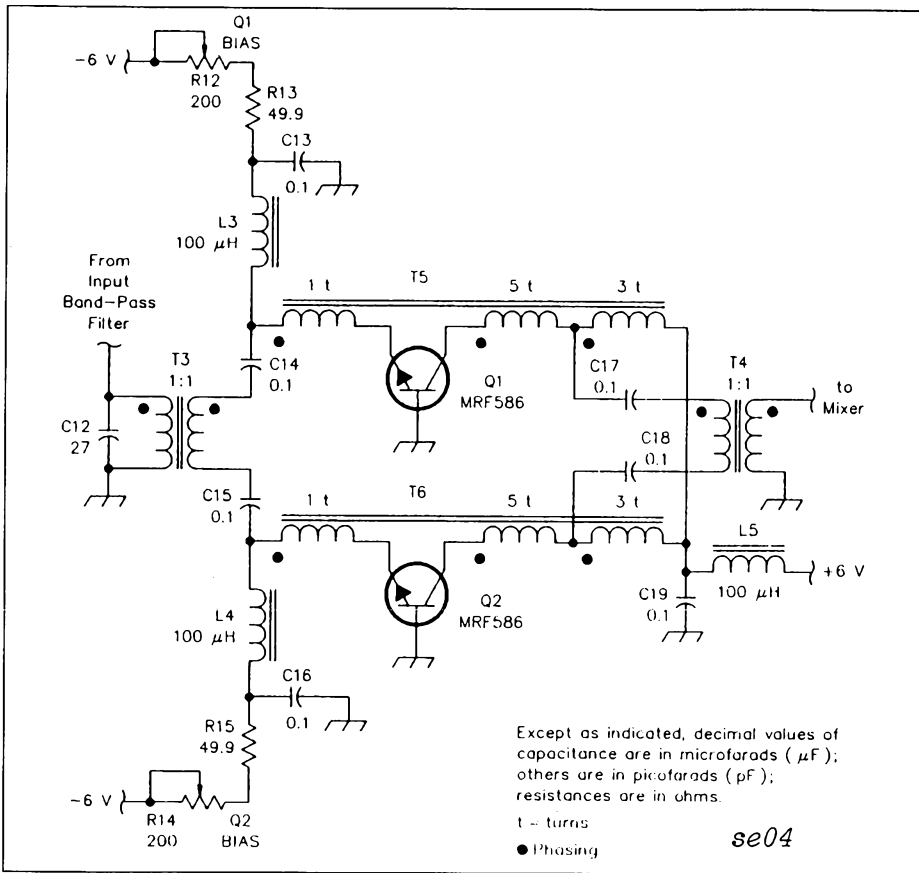 Q1
BIAS
-6 V
R12
200
R13
49.9
C13
0.1
L3
100 µH
From
Input
Band-Pass
Filter
1 t
T5
5 t
3 t
C14
0.1
T3
1:1
C12
27
Q1
MRF586
C17
0.1
T4
1:1
to
Mixer
C18
0.1
C15
0.1
1 t
T6
5 t
3 t
L5
100 µH
+6 V
Q2
MRF586
C19
0.1
L4
100 µH
C16
0.1
R15
49.9
-6 V
R14
200
Q2
BIAS
Except as indicated, decimal values of
capacitance are in microfarads ( µF);
others are in picofarads ( pF);
resistances are in ohms.
t - turns
● Phasing
se04